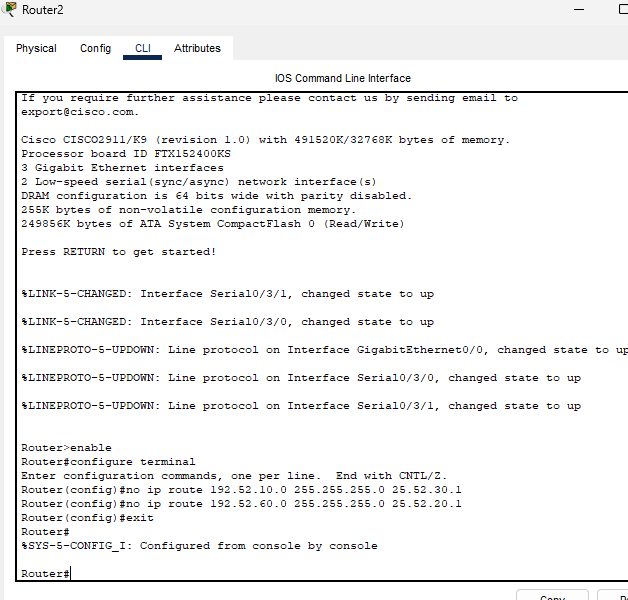 Router2
Physical Config CLI Attributes
IOS Command Line Interface
If you require further assistance please contact us by sending email to
export@cisco.com.
Cisco CISCO2911/K9 (revision 1.0) with 491520K/32768K bytes of memory.
Processor board ID FTX152400KS
3 Gigabit Ethernet interfaces
2 Low-speed serial(sync/async) network interface(s)
DRAM configuration is 64 bits wide with parity disabled.
255K bytes of non-volatile configuration memory.
249856K bytes of ATA System CompactFlash 0 (Read/Write)
Press RETURN to get started!
%LINK-5-CHANGED: Interface Serial0/3/1, changed state to up
%LINK-5-CHANGED: Interface Serial0/3/0, changed state to up
%LINEPROTO-5-UPDOWN: Line protocol on Interface GigabitEthernet0/0, changed state to up
%LINEPROTO-5-UPDOWN: Line protocol on Interface Serial0/3/0, changed state to up
%LINEPROTO-5-UPDOWN: Line protocol on Interface Serial0/3/1, changed state to up
Router>enable
Router#configure terminal
Enter configuration commands, one per line. End with CNTL/Z.
Router(config)#no ip route 192.52.10.0 255.255.255.0 25.52.30.1
Router(config)#no ip route 192.52.60.0 255.255.255.0 25.52.20.1
Router(config)#exit
Router#
%SYS-5-CONFIG_I: Configured from console by console
Router#
Copy